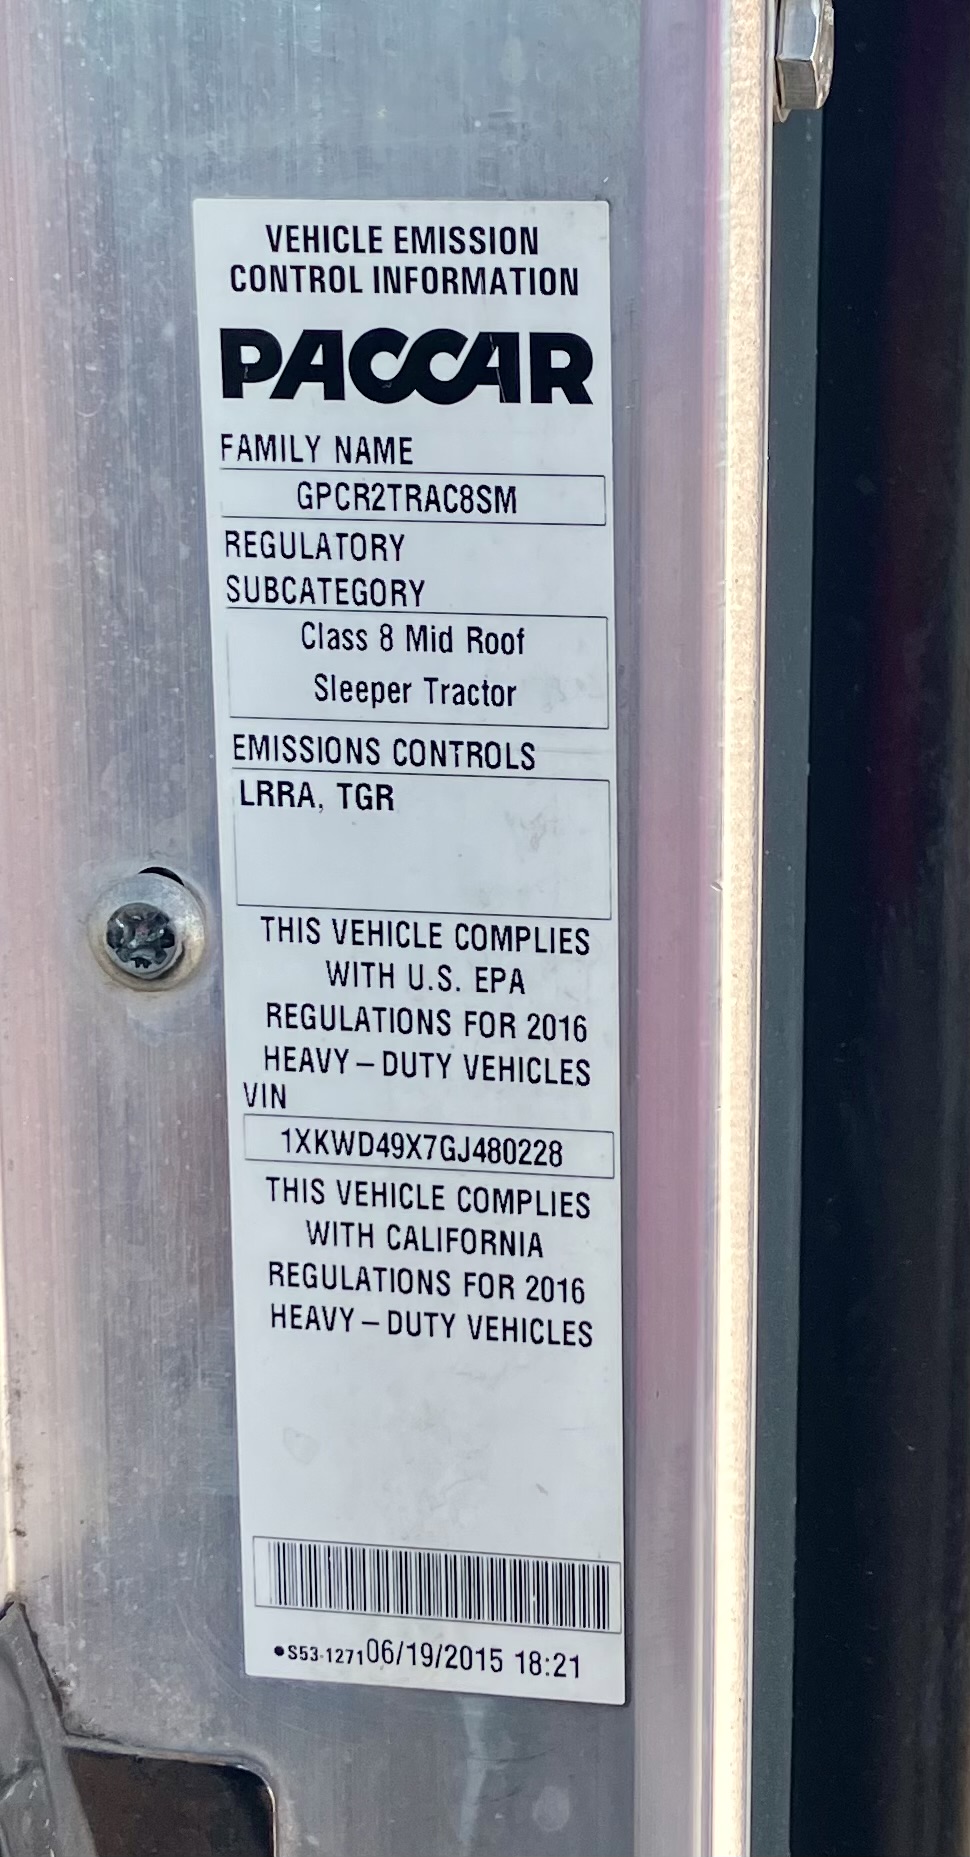 VEHICLE EMISSION
CONTROL INFORMATION
PACCAR
FAMILY NAME
GPCR2TRAC8SM
REGULATORY
SUBCATEGORY
Class 8 Mid Roof
Sleeper Tractor
EMISSIONS CONTROLS
LRRA, TGR
THIS VEHICLE COMPLIES
WITH U.S. EPA
REGULATIONS FOR 2016
HEAVY–DUTY VEHICLES
VIN
1XKWD49X7GJ480228
THIS VEHICLE COMPLIES
WITH CALIFORNIA
REGULATIONS FOR 2016
HEAVY–DUTY VEHICLES
•S53-1271 06/19/2015 18:21